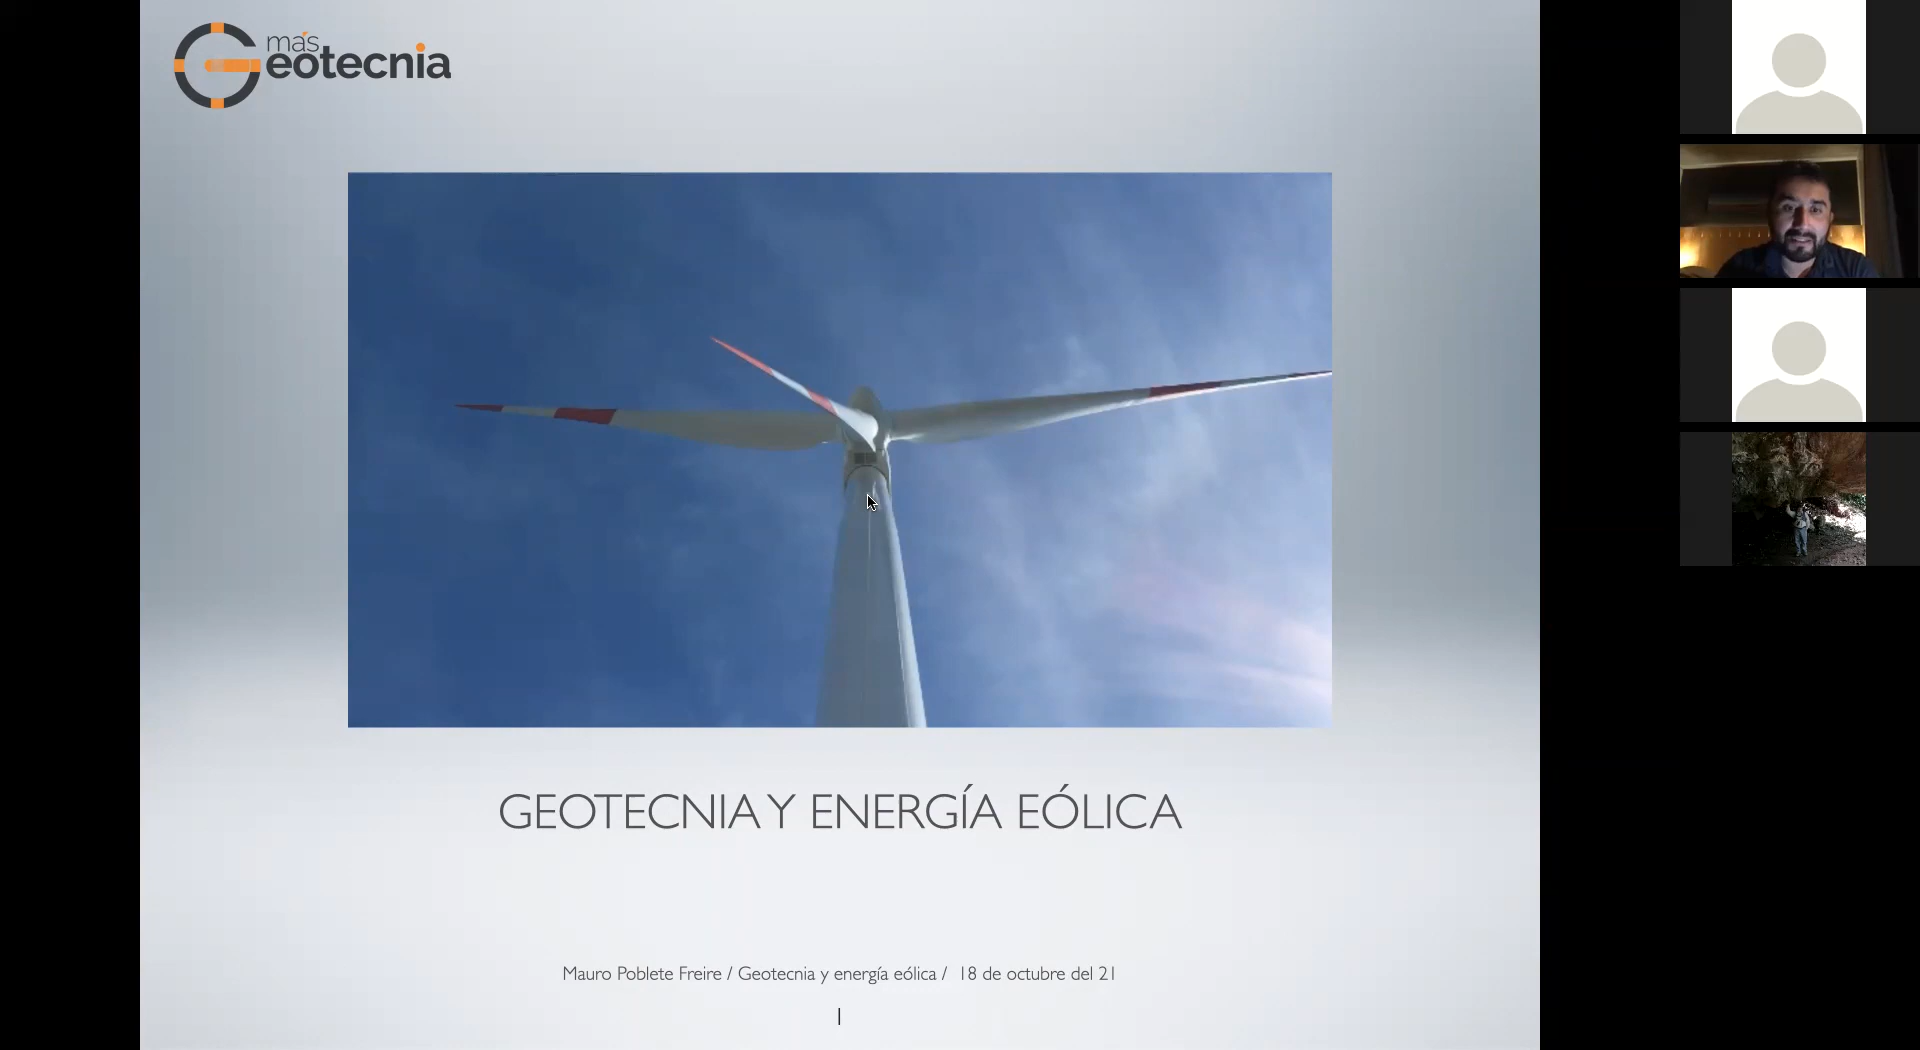 más
Geotecnia
GEOTECNIA Y ENERGÍA EÓLICA
Mauro Poblete Freire / Geotecnia y energía eólica / 18 de octubre del 21
1